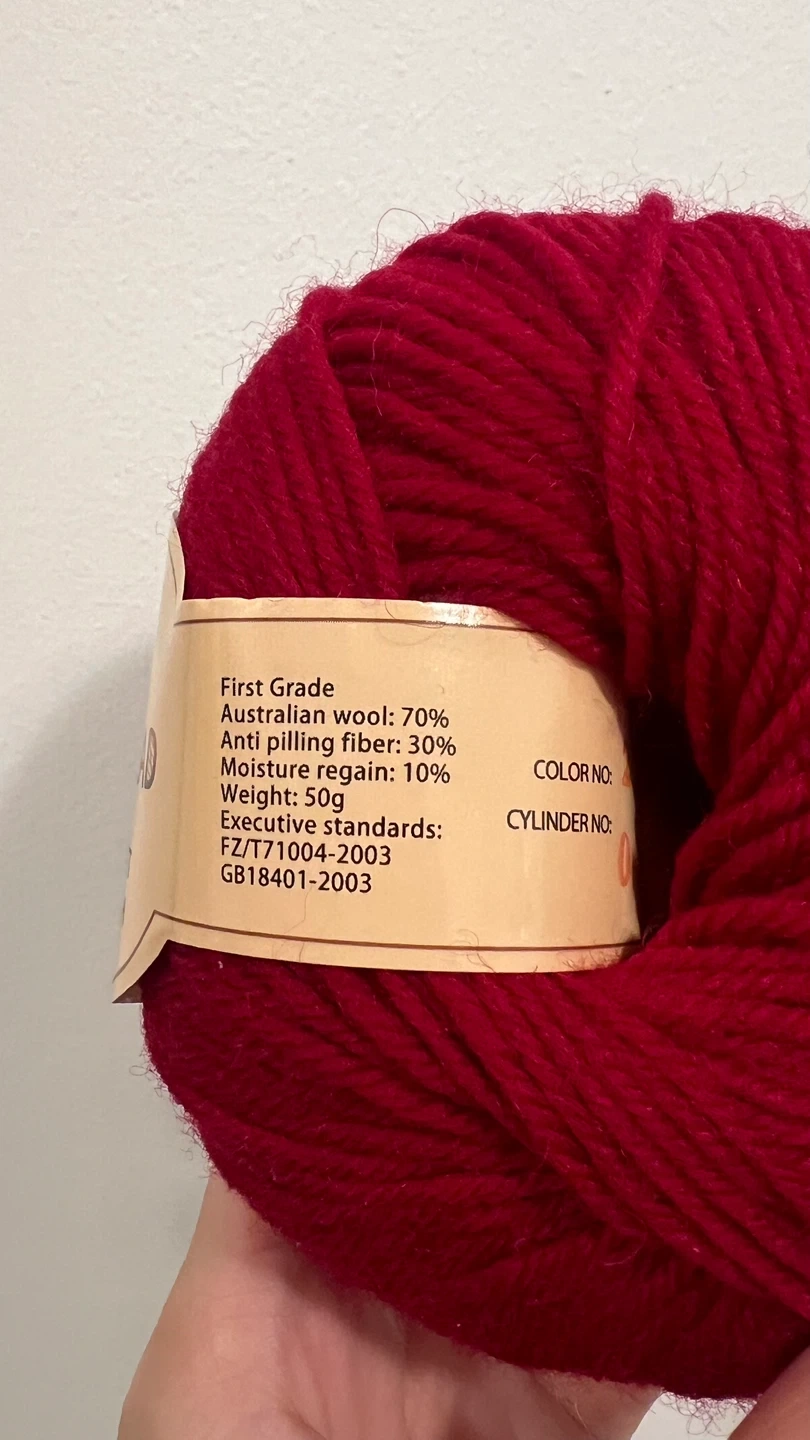 First Grade
Australian wool: 70%
Anti pilling fiber: 30%
Moisture regain: 10%
Weight: 50g
Executive standards:
FZ/T71004-2003
GB18401-2003
COLOR NO:
CYLINDER NO: